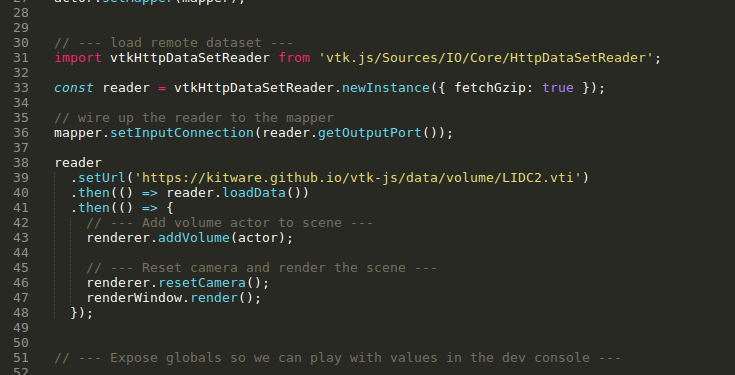 27 actor.setMapper(mapper);
28
29
30 // --- load remote dataset ---
31 import vtkHttpDataSetReader from 'vtk.js/Sources/IO/Core/HttpDataSetReader';
32
33 const reader = vtkHttpDataSetReader.newInstance({ fetchGzip: true });
34
35 // wire up the reader to the mapper
36 mapper.setInputConnection(reader.getOutputPort());
37
38 reader
39 .setUrl('https://kitware.github.io/vtk-js/data/volume/LIDC2.vti')
40 .then(() => reader.loadData())
41 .then(() => {
42 // --- Add volume actor to scene ---
43 renderer.addVolume(actor);
44
45 // --- Reset camera and render the scene ---
46 renderer.resetCamera();
47 renderWindow.render();
48 });
49
50
51 // --- Expose globals so we can play with values in the dev console ---
52